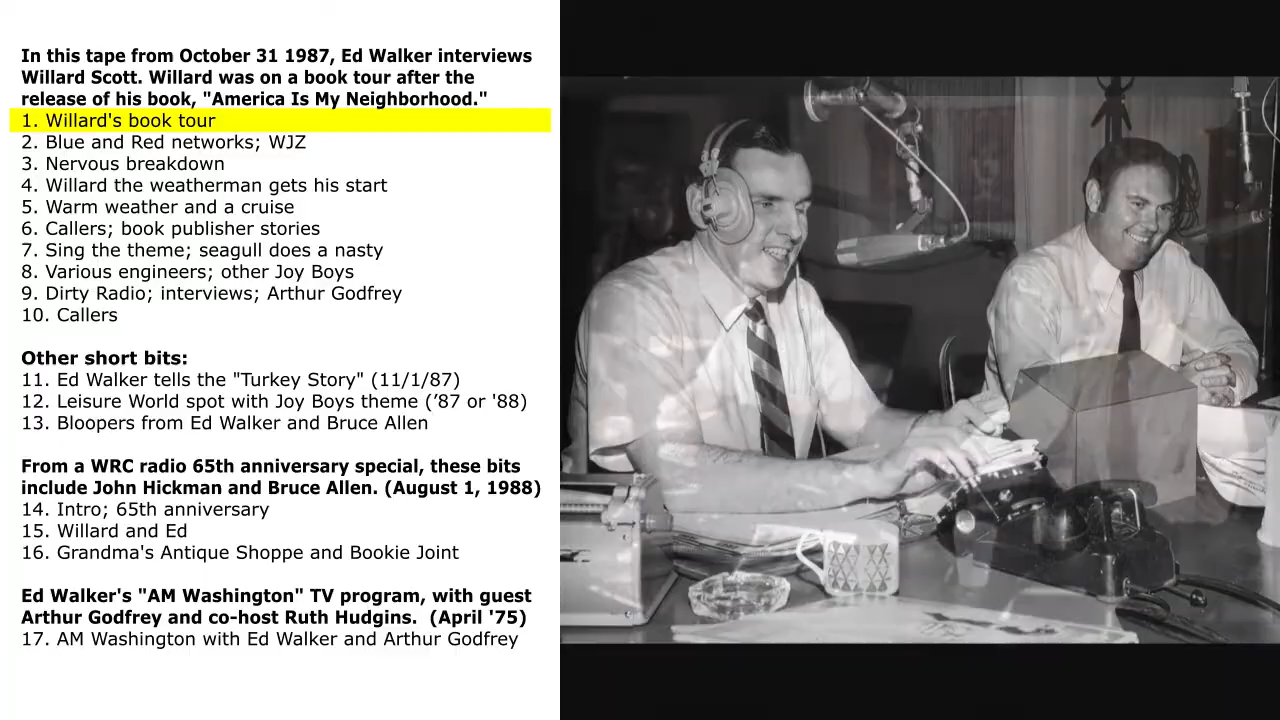 In this tape from October 31 1987, Ed Walker interviews
Willard Scott. Willard was on a book tour after the
release of his book, "America Is My Neighborhood."
1. Willard's book tour
2. Blue and Red networks; WJZ
3. Nervous breakdown
4. Willard the weatherman gets his start
5. Warm weather and a cruise
6. Callers; book publisher stories
7. Sing the theme; seagull does a nasty
8. Various engineers; other Joy Boys
9. Dirty Radio; interviews; Arthur Godfrey
10. Callers
Other short bits:
11. Ed Walker tells the "Turkey Story" (11/1/87)
12. Leisure World spot with Joy Boys theme (’87 or '88)
13. Bloopers from Ed Walker and Bruce Allen
From a WRC radio 65th anniversary special, these bits
include John Hickman and Bruce Allen. (August 1, 1988)
14. Intro; 65th anniversary
15. Willard and Ed
16. Grandma's Antique Shoppe and Bookie Joint
Ed Walker's "AM Washington" TV program, with guest
Arthur Godfrey and co-host Ruth Hudgins.  (April '75)
17. AM Washington with Ed Walker and Arthur Godfrey